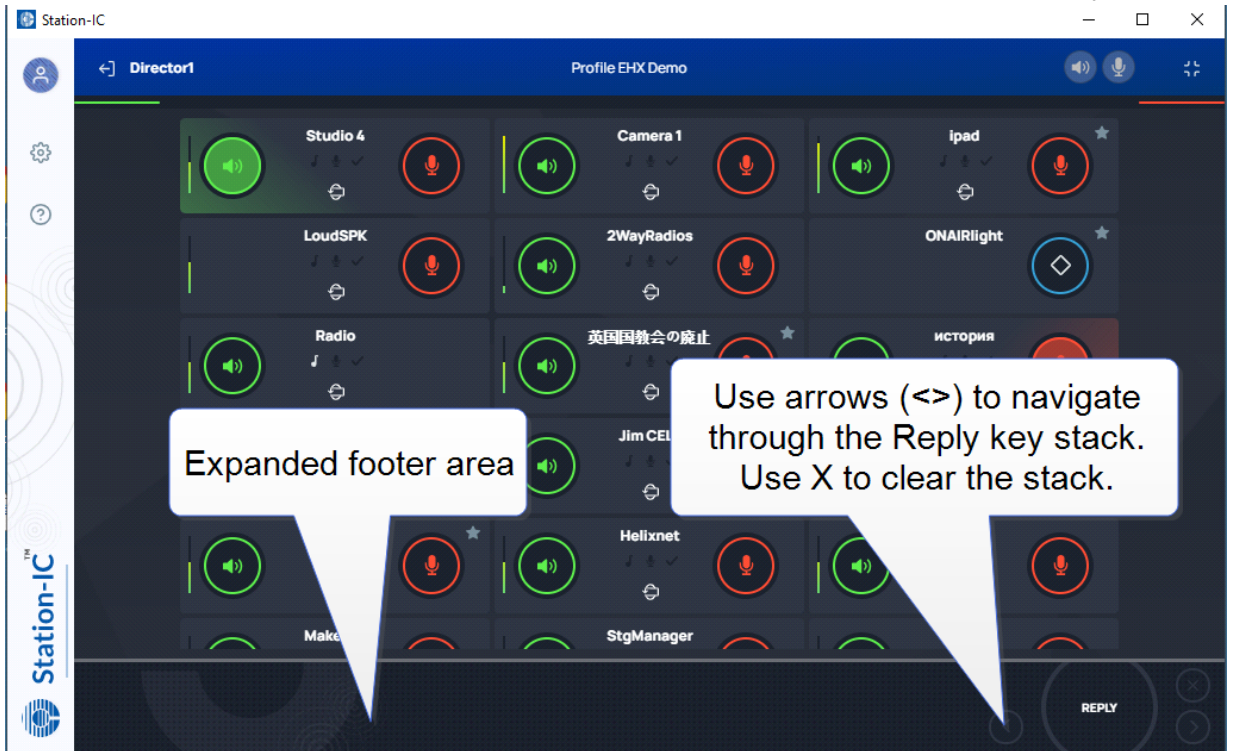 Station-IC
Director1
Profile EHX Demo
Studio 4
Camera 1
ipad
LoudSPK
2WayRadios
ONAIRlight
Radio
英国国教会の廃止
история
Use arrows (<>) to navigate
through the Reply key stack.
Use X to clear the stack.
Expanded footer area
Jim CEL
Helixnet
Make
StgManager
Station-IC™
REPLY